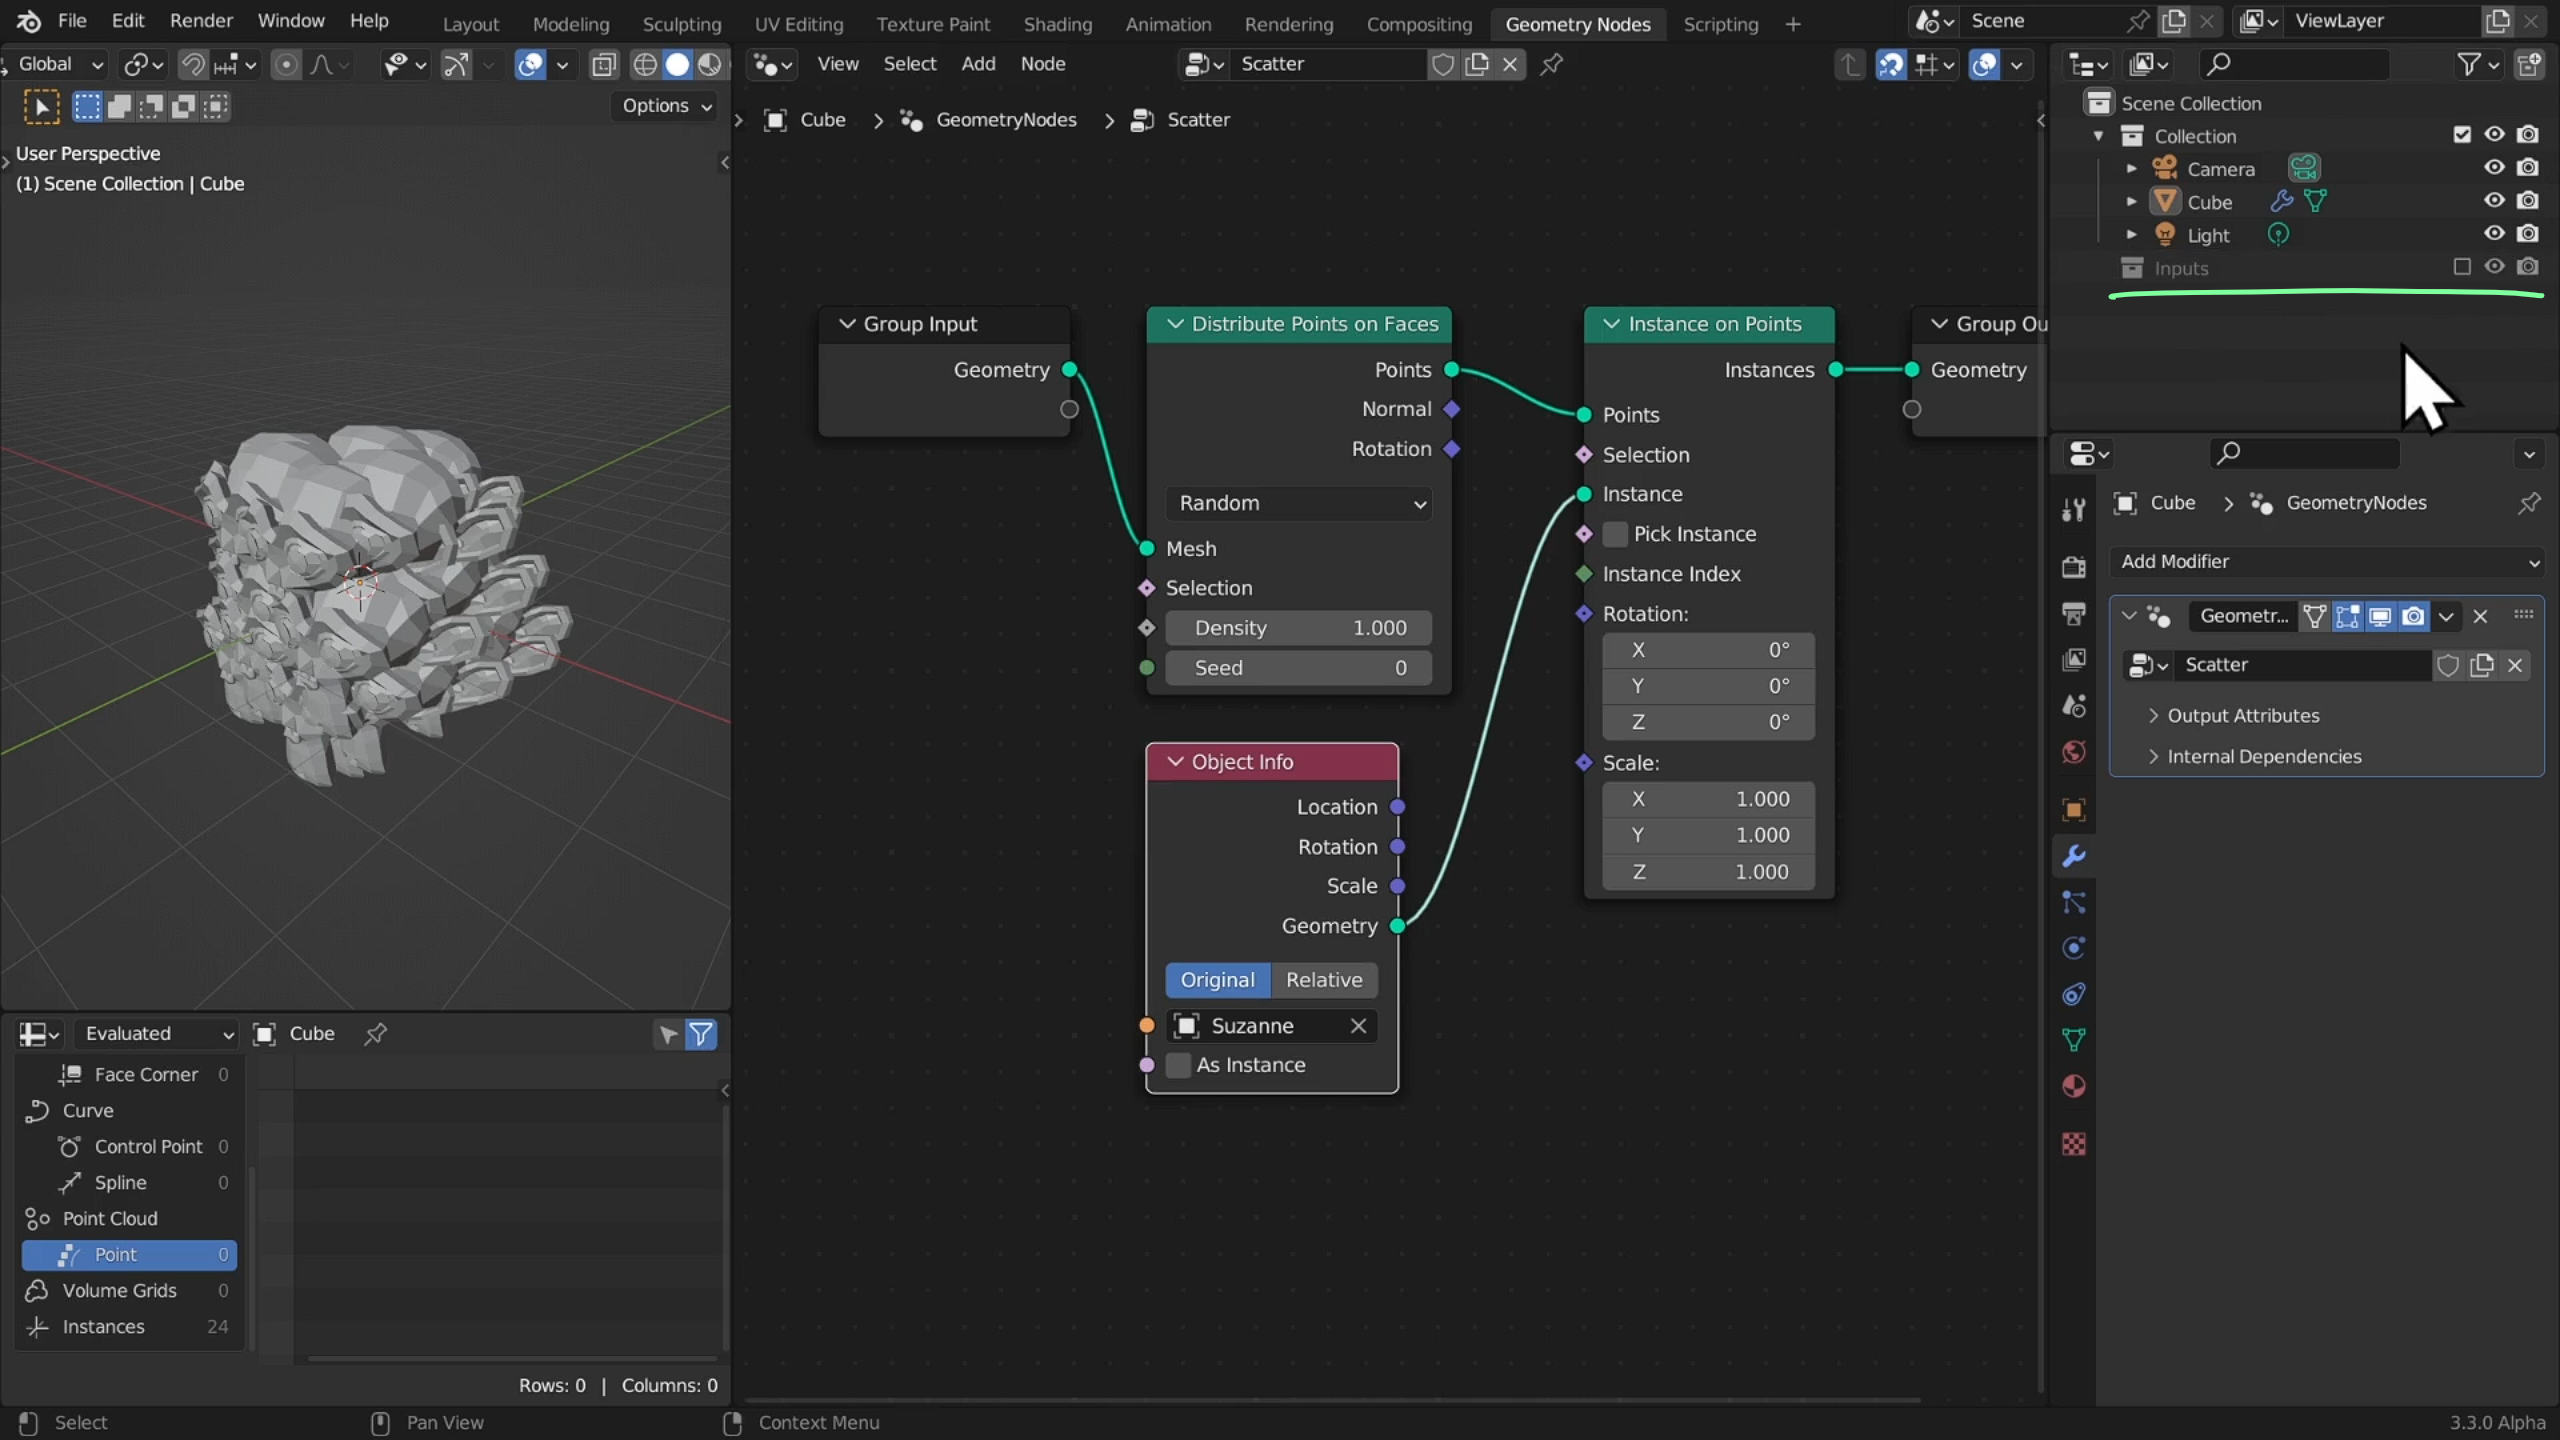 File Edit Render Window Help Layout Modeling Sculpting UV Editing Texture Paint Shading Animation Rendering Compositing Geometry Nodes Scripting + Scene ViewLayer
Global View Select Add Node Scatter
Options
Cube > GeometryNodes > Scatter
User Perspective
(1) Scene Collection | Cube
Group Input
Geometry
Distribute Points on Faces
Points
Normal
Rotation
Random
Mesh
Selection
Density 1.000
Seed 0
Object Info
Location
Rotation
Scale
Geometry
Original Relative
Suzanne
As Instance
Instance on Points
Instances
Points
Selection
Instance
Pick Instance
Instance Index
Rotation:
X 0°
Y 0°
Z 0°
Scale:
X 1.000
Y 1.000
Z 1.000
Group Ou
Geometry
Scene Collection
Collection
Camera
Cube
Light
Inputs
Cube > GeometryNodes
Add Modifier
Geometr...
Scatter
Output Attributes
Internal Dependencies
Evaluated Cube
Face Corner 0
Curve
Control Point 0
Spline 0
Point Cloud
Point 0
Volume Grids 0
Instances 24
Rows: 0 | Columns: 0
Select Pan View Context Menu 3.3.0 Alpha